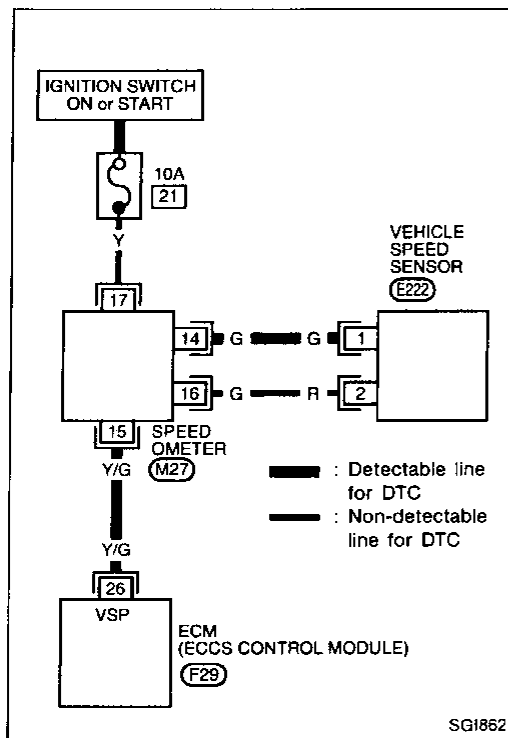 IGNITION SWITCH
ON or START
10A
21
Y
17
VEHICLE
SPEED
SENSOR
E222
14 G G 1
16 G R 2
15
SPEED
OMETER
M27
Y/G
: Detectable line
for DTC
: Non-detectable
line for DTC
Y/G
26
VSP
ECM
(ECCS CONTROL MODULE)
F29
SGI862